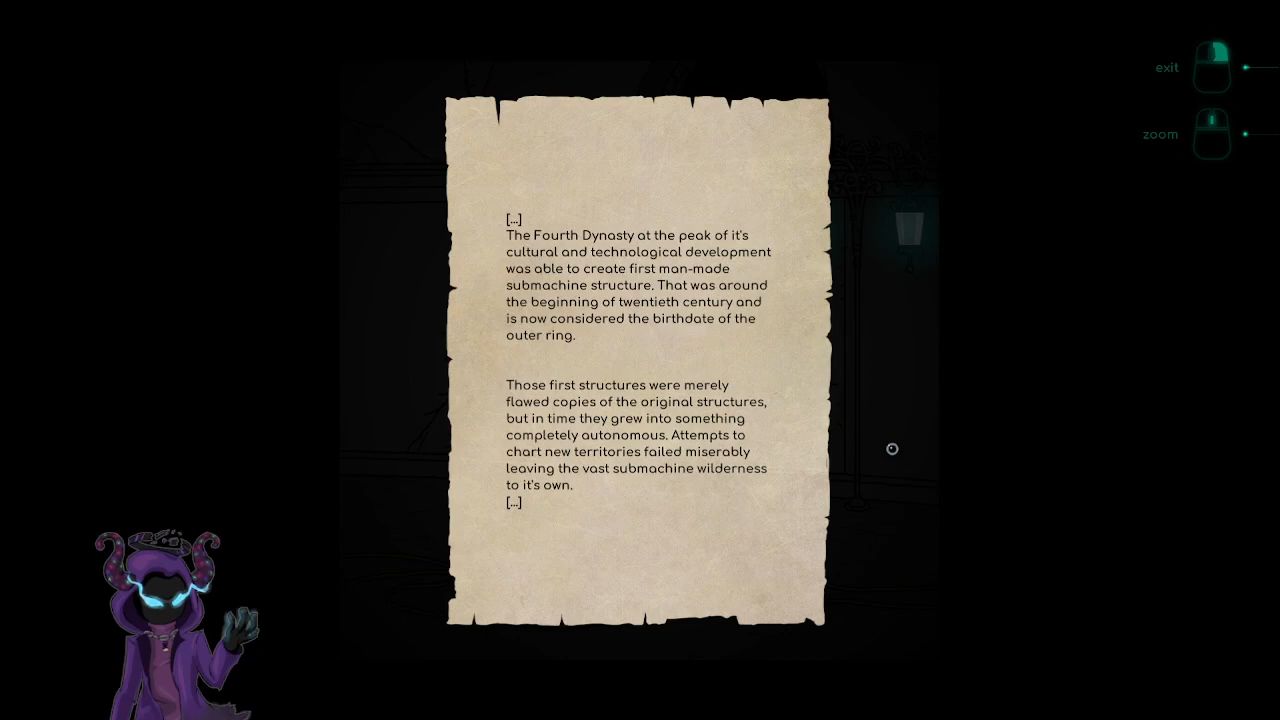 exit
zoom
[...]
The Fourth Dynasty at the peak of it's
cultural and technological development
was able to create first man-made
submachine structure. That was around
the beginning of twentieth century and
is now considered the birthdate of the
outer ring.
Those first structures were merely
flawed copies of the original structures,
but in time they grew into something
completely autonomous. Attempts to
chart new territories failed miserably
leaving the vast submachine wilderness
to it's own.
[...]